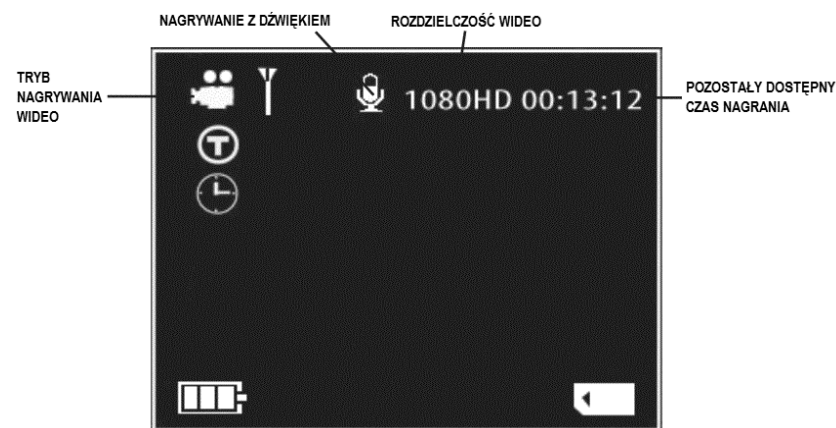 NAGRYWANIE Z DŹWIĘKIEM
ROZDZIELCZOŚĆ WIDEO
TRYB
NAGRYWANIA
WIDEO
1080HD 00:13:12
POZOSTAŁY DOSTĘPNY
CZAS NAGRANIA
T